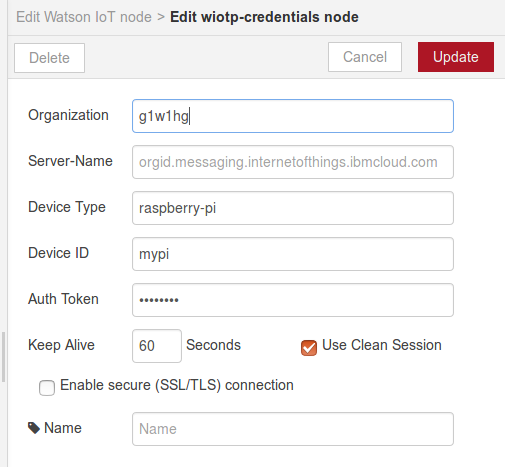 Edit Watson IoT node > Edit wiotp-credentials node
Delete Cancel Update
Organization g1w1hg
Server-Name orgid.messaging.internetofthings.ibmcloud.com
Device Type raspberry-pi
Device ID mypi
Auth Token ••••••••
Keep Alive 60 Seconds Use Clean Session
Enable secure (SSL/TLS) connection
Name Name